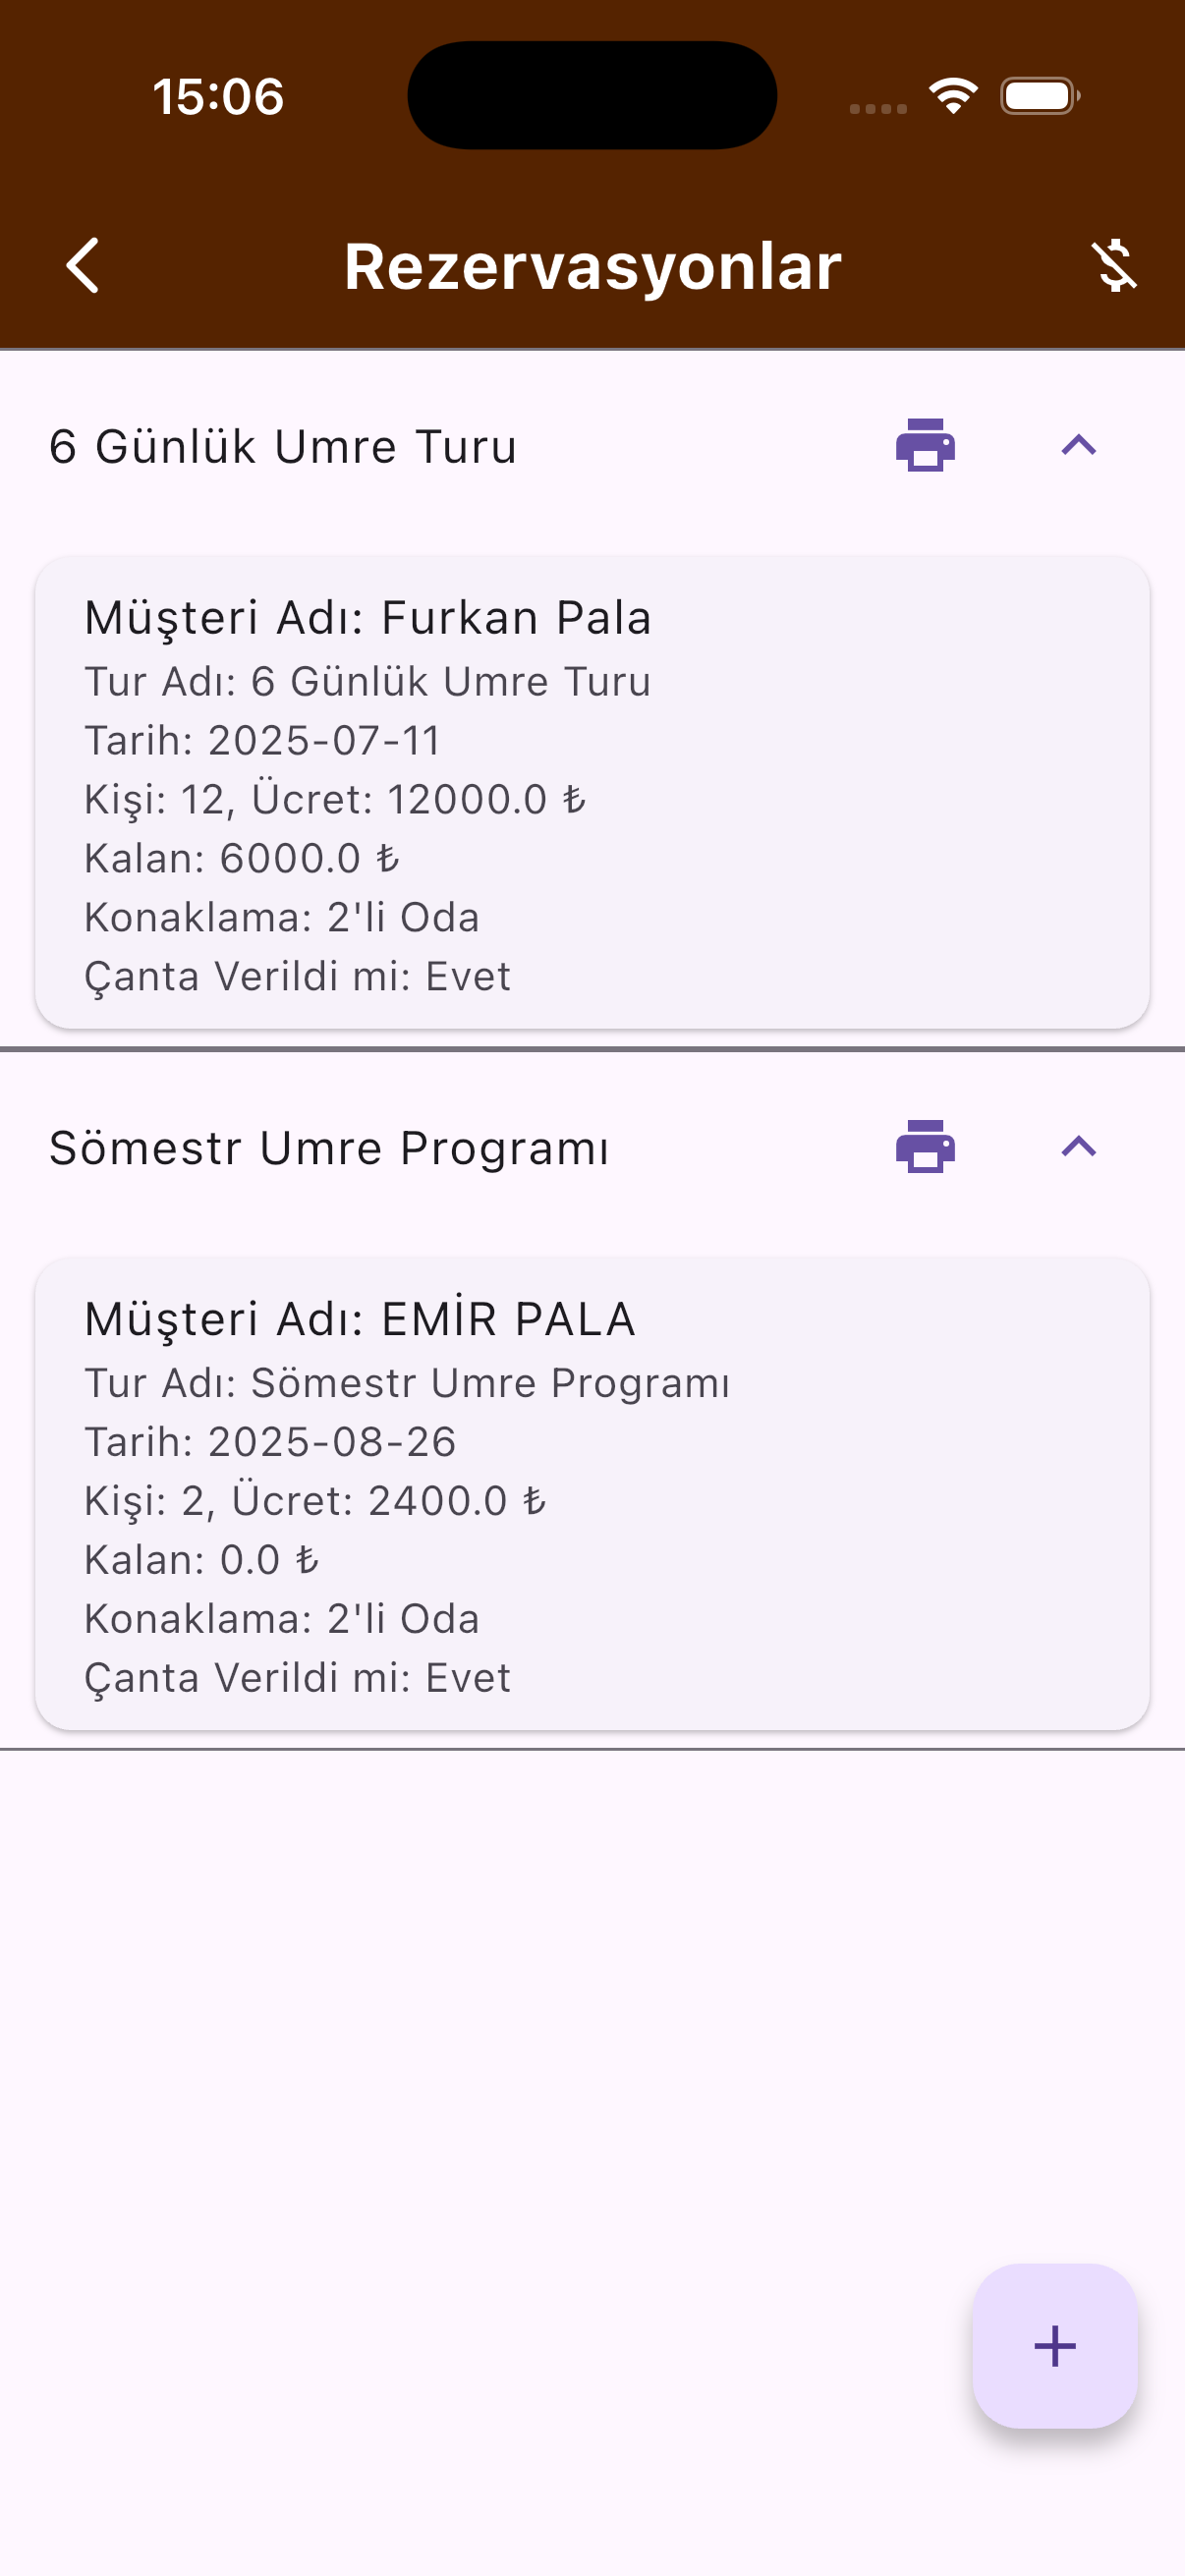 15:06
Rezervasyonlar
6 Günlük Umre Turu
Müşteri Adı: Furkan Pala
Tur Adı: 6 Günlük Umre Turu
Tarih: 2025-07-11
Kişi: 12, Ücret: 12000.0 ₺
Kalan: 6000.0 ₺
Konaklama: 2'li Oda
Çanta Verildi mi: Evet
Sömestr Umre Programı
Müşteri Adı: EMİR PALA
Tur Adı: Sömestr Umre Programı
Tarih: 2025-08-26
Kişi: 2, Ücret: 2400.0 ₺
Kalan: 0.0 ₺
Konaklama: 2'li Oda
Çanta Verildi mi: Evet